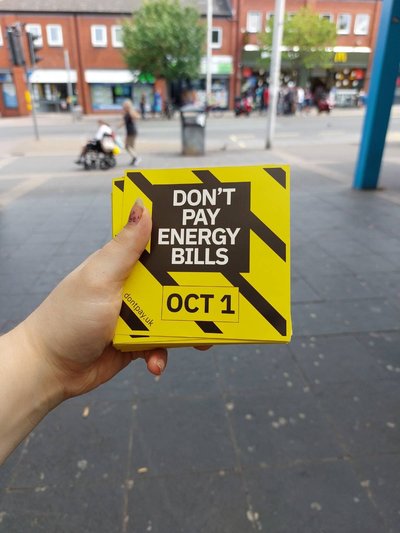 DON'T
PAY
ENERGY
BILLS
OCT 1
dontpay.uk